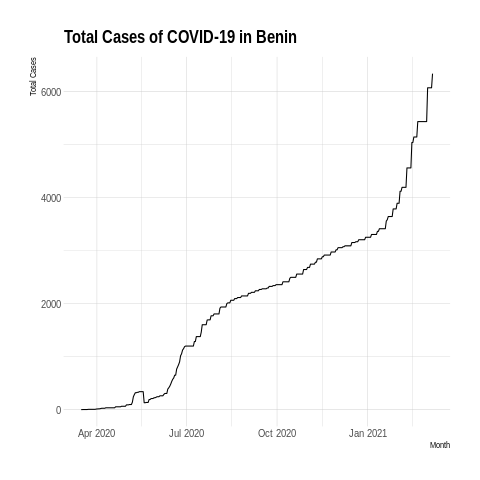 Total Cases of COVID-19 in Benin
Total Cases
6000
4000
2000
0
Apr 2020 Jul 2020 Oct 2020 Jan 2021
Month